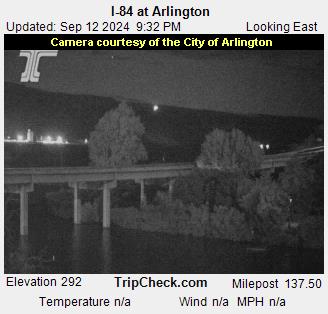 I-84 at Arlington
Updated: Sep 12 2024 9:32 PM Looking East
Camera courtesy of the City of Arlington
Elevation 292 TripCheck.com Milepost 137.50
Temperature n/a Wind n/a MPH n/a